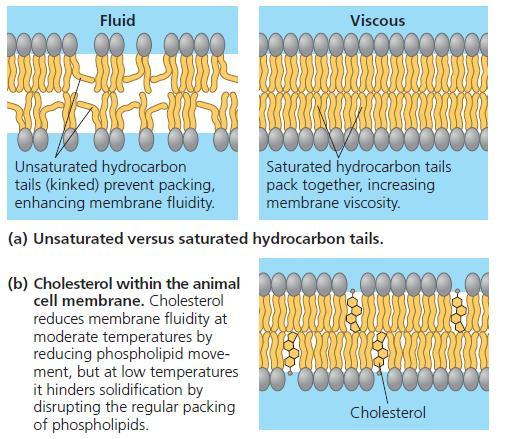 Fluid
Viscous
Unsaturated hydrocarbon
tails (kinked) prevent packing,
enhancing membrane fluidity.
Saturated hydrocarbon tails
pack together, increasing
membrane viscosity.
(a) Unsaturated versus saturated hydrocarbon tails.
(b) Cholesterol within the animal
cell membrane. Cholesterol
reduces membrane fluidity at
moderate temperatures by
reducing phospholipid move-
ment, but at low temperatures
it hinders solidification by
disrupting the regular packing
of phospholipids.
Cholesterol